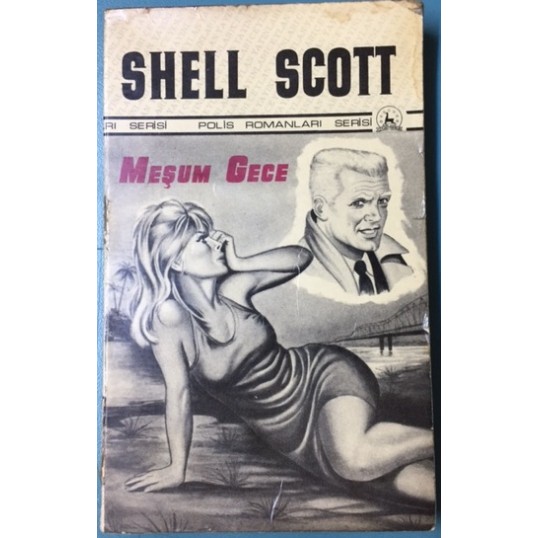 SHELL SCOTT
RI SERİSİ POLİS ROMANLARI SERİSİ
MEŞUM GECE